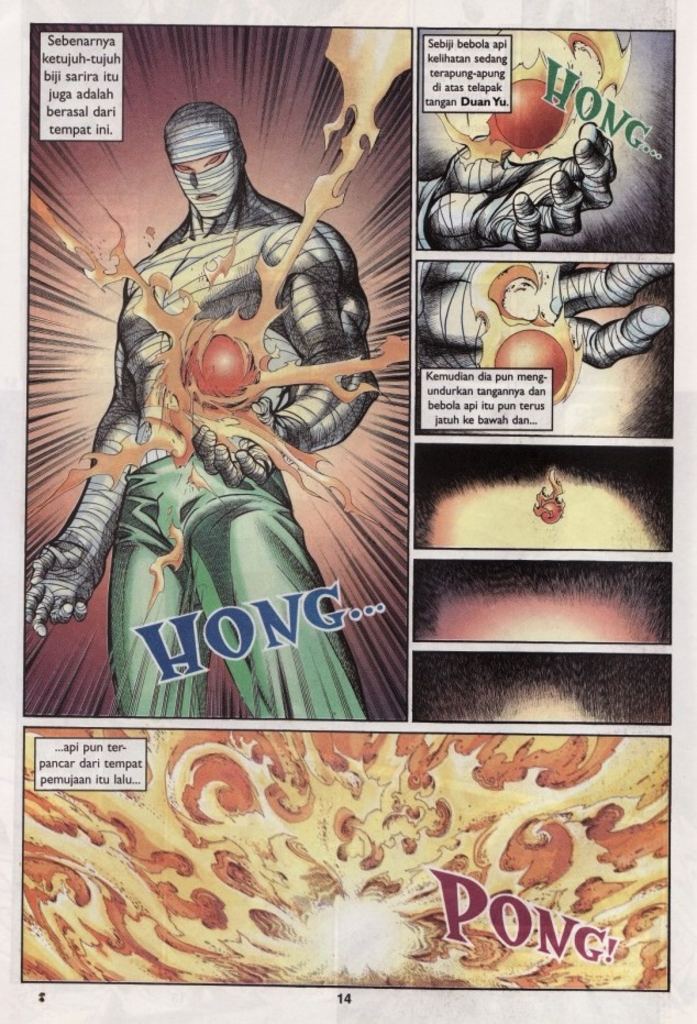 Sebenarnya
ketujuh-tujuh
biji sarira itu
juga adalah
berasal dari
tempat ini.
HONG...
Sebiji bebola api
kelihatan sedang
terapung-apung
di atas telapak
tangan Duan Yu.
HONG...
Kemudian dia pun meng-
undurkan tangannya dan
bebola api itu pun terus
jatuh ke bawah dan...
...api pun ter-
pancar dari tempat
pemujaan itu lalu...
PONG!
14